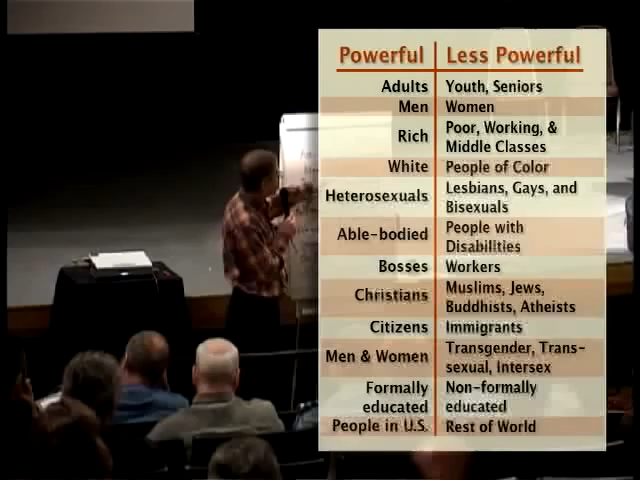 Powerful Less Powerful
Adults Youth, Seniors
Men Women
Rich Poor, Working, &
Middle Classes
White People of Color
Heterosexuals Lesbians, Gays, and
Bisexuals
Able-bodied People with
Disabilities
Bosses Workers
Christians Muslims, Jews,
Buddhists, Atheists
Citizens Immigrants
Men & Women Transgender, Trans-
sexual, Intersex
Formally Non-formally
educated educated
People in U.S. Rest of World